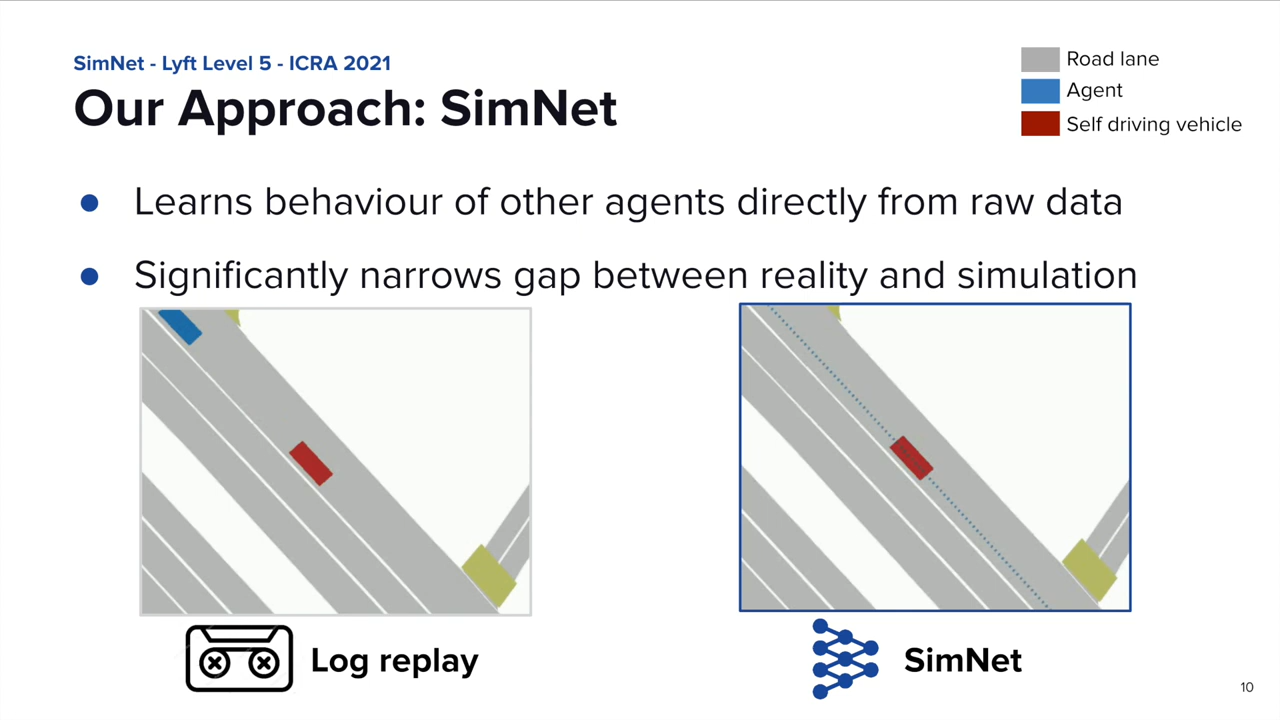 SimNet - Lyft Level 5 - ICRA 2021
Our Approach: SimNet
Road lane
Agent
Self driving vehicle
Learns behaviour of other agents directly from raw data
Significantly narrows gap between reality and simulation
Log replay
SimNet
10